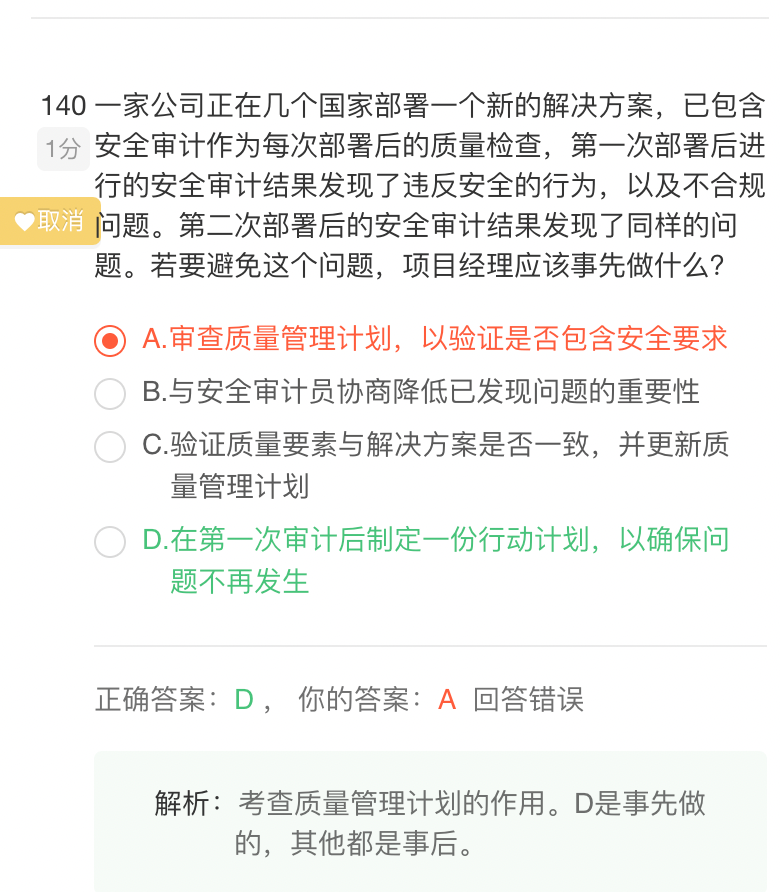 140 一家公司正在几个国家部署一个新的解决方案，已包含
1分 安全审计作为每次部署后的质量检查，第一次部署后进
行的安全审计结果发现了违反安全的行为，以及不合规
取消 问题。第二次部署后的安全审计结果发现了同样的问
题。若要避免这个问题，项目经理应该事先做什么？
A.审查质量管理计划，以验证是否包含安全要求
B.与安全审计员协商降低已发现问题的重要性
C.验证质量要素与解决方案是否一致，并更新质
量管理计划
D.在第一次审计后制定一份行动计划，以确保问
题不再发生
正确答案：D ， 你的答案：A 回答错误
解析：考查质量管理计划的作用。D是事先做
的，其他都是事后。